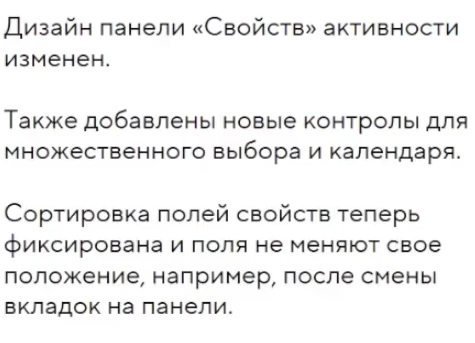 Дизайн панели «Свойств» активности
изменен.
Также добавлены новые контролы для
множественного выбора и календаря.
Сортировка полей свойств теперь
фиксирована и поля не меняют свое
положение, например, после смены
вкладок на панели.